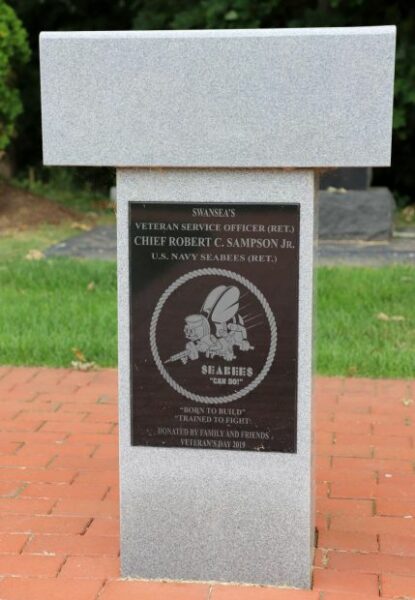 SWANSEA'S
VETERAN SERVICE OFFICER (RET.)
CHIEF ROBERT C. SAMPSON JR.
U.S. NAVY SEABEES (RET.)
SEABEES
"CAN DO!"
"BORN TO BUILD"
"TRAINED TO FIGHT"
DONATED BY FAMILY AND FRIENDS
VETERAN'S DAY 2019